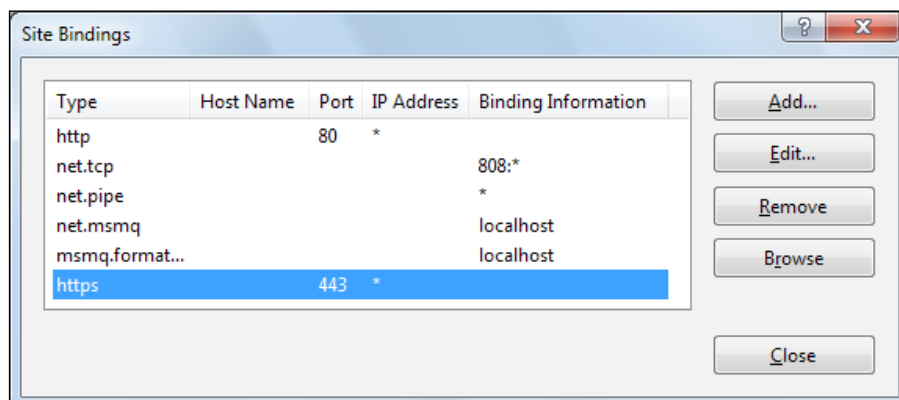 Site Bindings
Type Host Name Port IP Address Binding Information
http 80 *
net.tcp 808:*
net.pipe *
net.msmq localhost
msmq.format... localhost
https 443 *
Add...
Edit...
Remove
Browse
Close